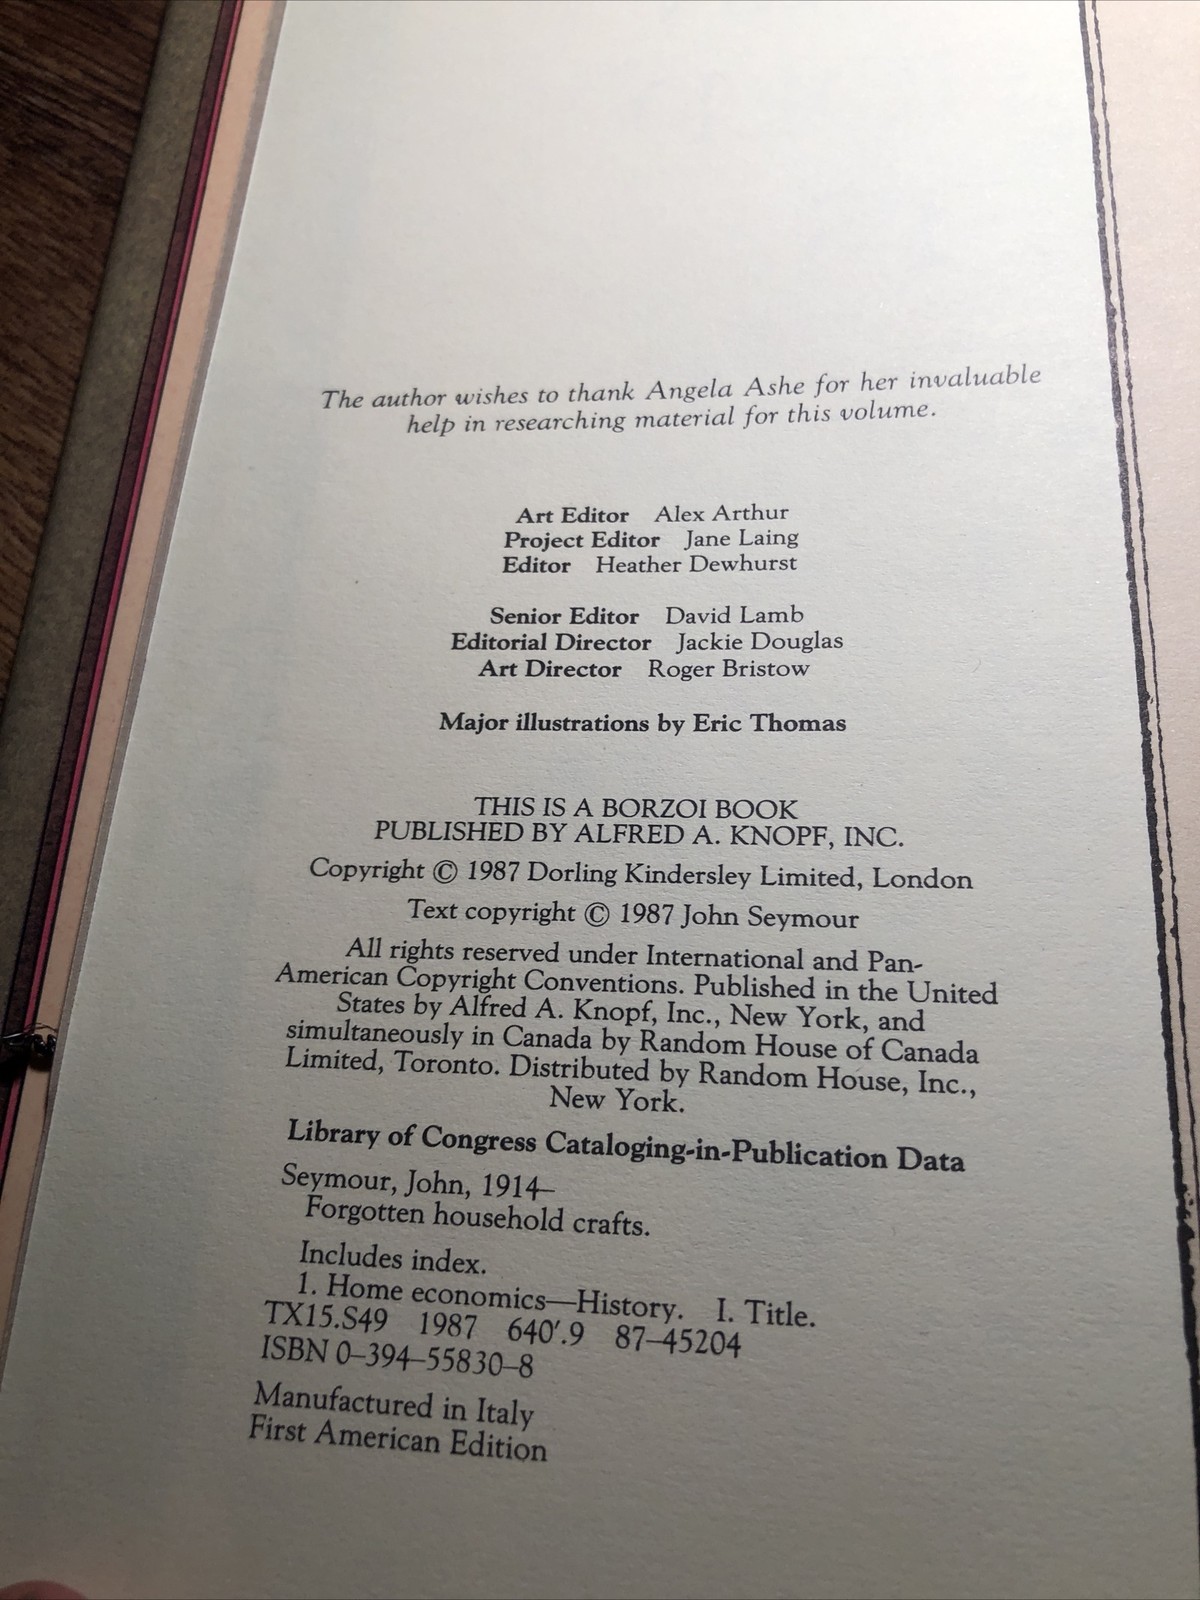 The author wishes to thank Angela Ashe for her invaluable
help in researching material for this volume.
Art Editor Alex Arthur
Project Editor Jane Laing
Editor Heather Dewhurst
Senior Editor David Lamb
Editorial Director Jackie Douglas
Art Director Roger Bristow
Major illustrations by Eric Thomas
THIS IS A BORZOI BOOK
PUBLISHED BY ALFRED A. KNOPF, INC.
Copyright © 1987 Dorling Kindersley Limited, London
Text copyright © 1987 John Seymour
All rights reserved under International and Pan-
American Copyright Conventions. Published in the United
States by Alfred A. Knopf, Inc., New York, and
simultaneously in Canada by Random House of Canada
Limited, Toronto. Distributed by Random House, Inc.,
New York.
Library of Congress Cataloging-in-Publication Data
Seymour, John, 1914–
Forgotten household crafts.
Includes index.
1. Home economics—History. I. Title.
TX15.S49 1987 640′.9 87–45204
ISBN 0–394–55830–8
Manufactured in Italy
First American Edition